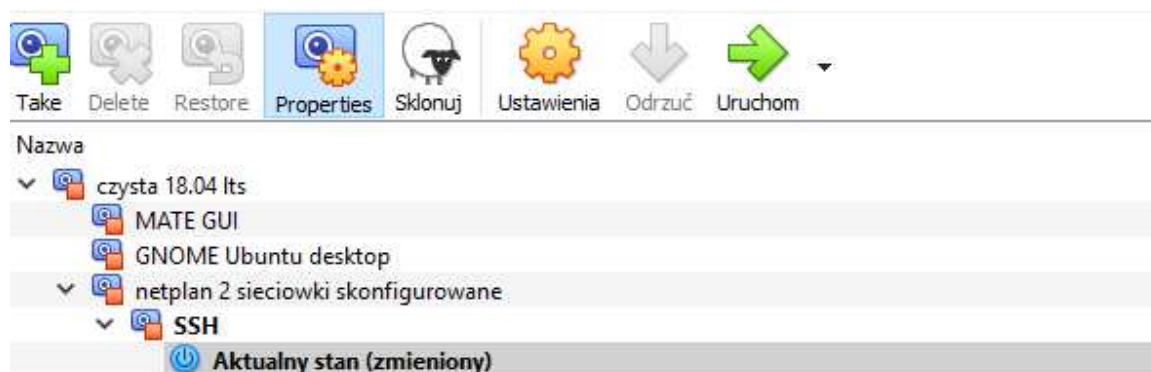 Take Delete Restore Properties Sklonuj Ustawienia Odrzuć Uruchom
Nazwa
czysta 18.04 lts
MATE GUI
GNOME Ubuntu desktop
netplan 2 sieciowki skonfigurowane
SSH
Aktualny stan (zmieniony)